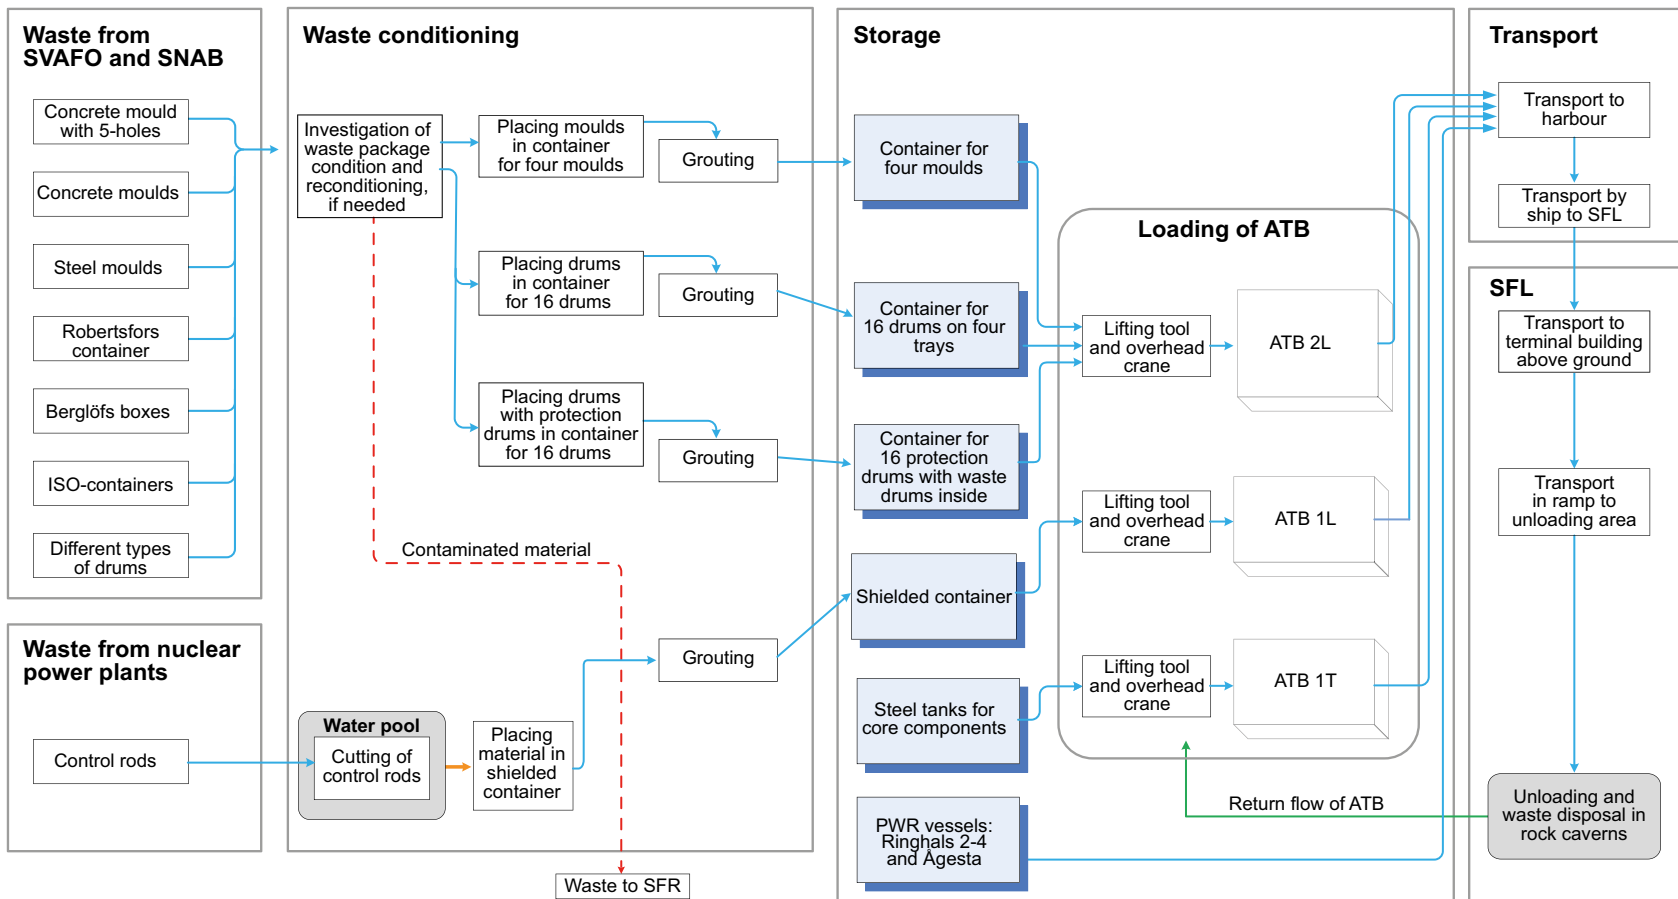 Waste from
SVAFO and SNAB
Concrete mould
with 5-holes
Concrete moulds
Steel moulds
Robertsfors
container
Berglöfs boxes
ISO-containers
Different types
of drums
Waste from nuclear
power plants
Control rods
Waste conditioning
Investigation of
waste package
condition and
reconditioning,
if needed
Placing moulds
in container
for four moulds
Grouting
Placing drums
in container
for 16 drums
Grouting
Placing drums
with protection
drums in container
for 16 drums
Grouting
Contaminated material
Grouting
Water pool
Cutting of
control rods
Placing
material in
shielded
container
Waste to SFR
Storage
Container for
four moulds
Container for
16 drums on four
trays
Container for
16 protection
drums with waste
drums inside
Shielded container
Steel tanks for
core components
PWR vessels:
Ringhals 2-4
and Ågesta
Loading of ATB
Lifting tool
and overhead
crane
ATB 2L
Lifting tool
and overhead
crane
ATB 1L
Lifting tool
and overhead
crane
ATB 1T
Return flow of ATB
Transport
Transport to
harbour
Transport by
ship to SFL
SFL
Transport to
terminal building
above ground
Transport
in ramp to
unloading area
Unloading and
waste disposal in
rock caverns